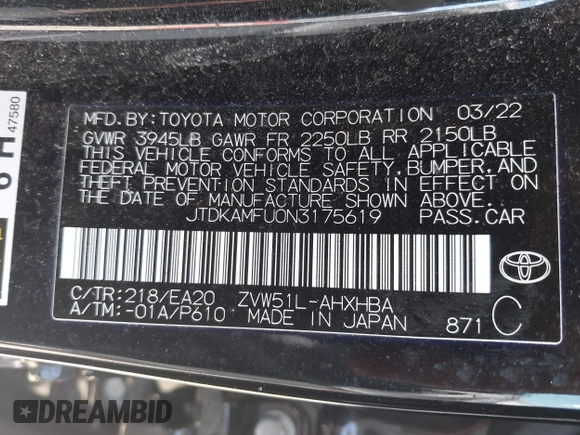 MFD.BY:TOYOTA MOTOR CORPORATION 03/22
GVWR 3945LB GAWR FR 2250LB RR 2150LB
THIS VEHICLE CONFORMS TO ALL APPLICABLE
FEDERAL MOTOR VEHICLE SAFETY,BUMPER,AND
THEFT PREVENTION STANDARDS IN EFFECT ON
THE DATE OF MANUFACTURE SHOWN ABOVE.
JTDKAMFU0N3175619 PASS.CAR
C/TR:218/EA20 ZVW51L-AHXHBA
A/TM:-01A/P610 MADE IN JAPAN 871 C
TOYOTA
47580
DREAMBID